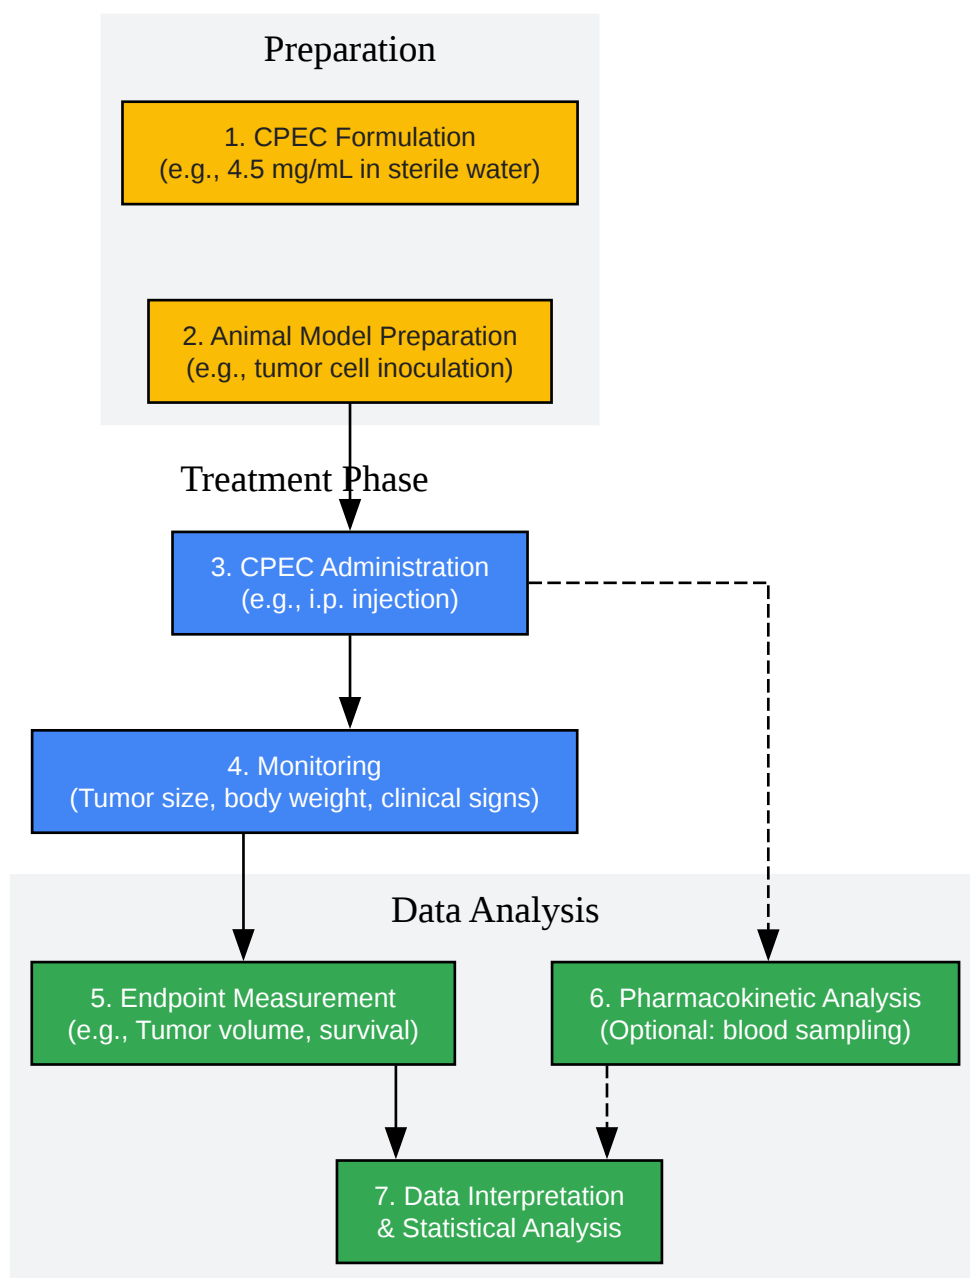 Preparation
1. CPEC Formulation
(e.g., 4.5 mg/mL in sterile water)
2. Animal Model Preparation
(e.g., tumor cell inoculation)
Treatment Phase
3. CPEC Administration
(e.g., i.p. injection)
4. Monitoring
(Tumor size, body weight, clinical signs)
Data Analysis
5. Endpoint Measurement
(e.g., Tumor volume, survival)
6. Pharmacokinetic Analysis
(Optional: blood sampling)
7. Data Interpretation
& Statistical Analysis